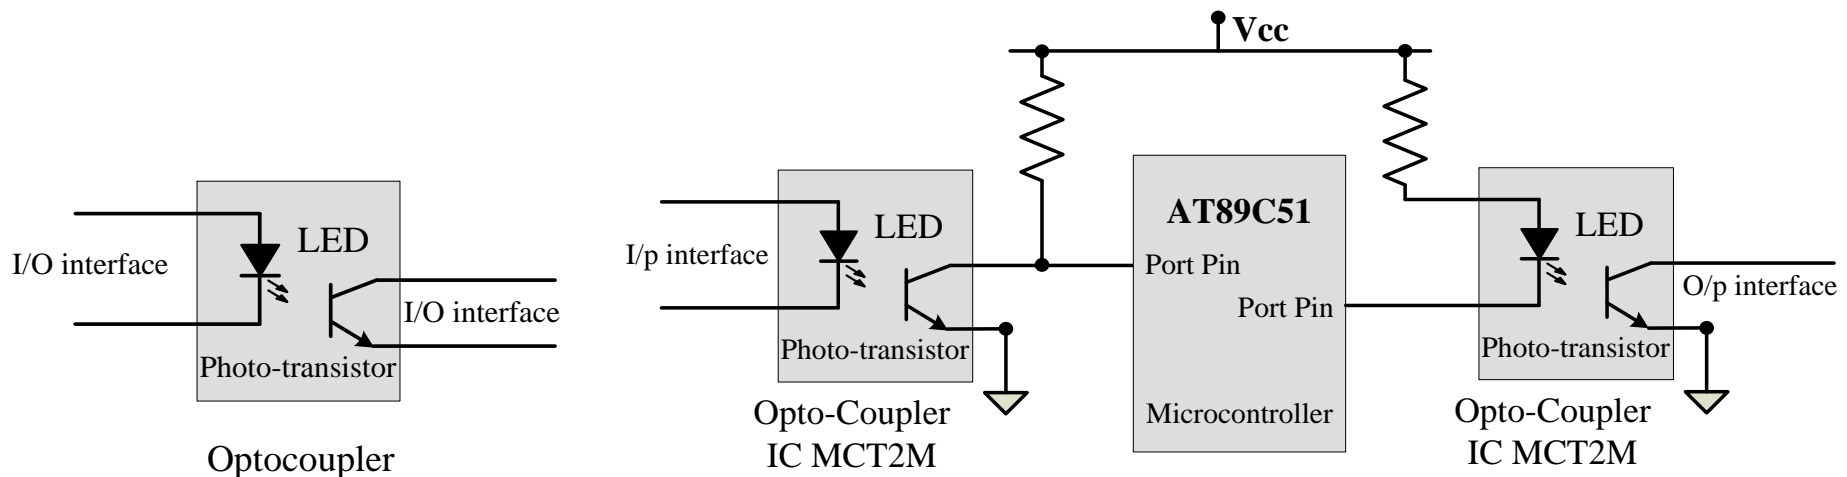 I/O interface
LED
I/O interface
Photo-transistor
Optocoupler
Vcc
I/p interface
LED
Photo-transistor
Opto-Coupler
IC MCT2M
AT89C51
Port Pin
Port Pin
Microcontroller
LED
O/p interface
Photo-transistor
Opto-Coupler
IC MCT2M